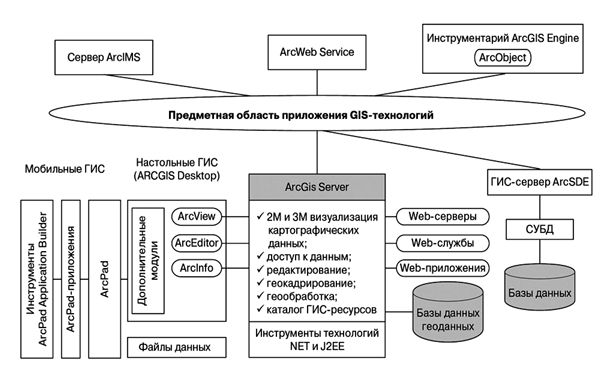 Сервер ArcIMS
ArcWeb Service
Инструментарий ArcGIS Engine
ArcObject
Предметная область приложения GIS-технологий
Мобильные ГИС
Настольные ГИС
(ARCGIS Desktop)
Инструменты
ArcPad Application Builder
ArcPad-приложения
ArcPad
Дополнительные
модули
ArcView
ArcEditor
ArcInfo
Файлы данных
ArcGis Server
✓ 2М и 3М визуализация
картографических
данных;
✓ доступ к данным;
✓ редактирование;
✓ геокадрирование;
✓ геообработка;
✓ каталог ГИС-ресурсов
Инструменты технологий
NET и J2EE
Web-серверы
Web-службы
Web-приложения
Базы данных
геоданных
ГИС-сервер ArcSDE
СУБД
Базы данных